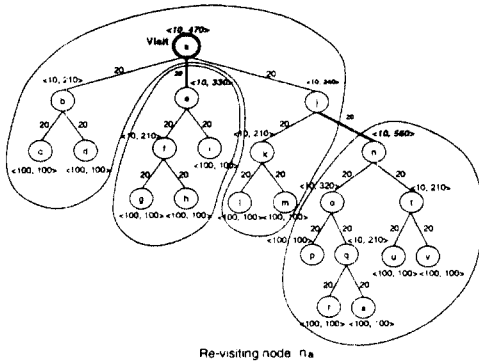 <10, 470>
Visit
a
20
20
20
<10, 210>
<10, 330>
<10, 340>
b
e
j
20
20
20
20
20
20
<10, 210>
<10, 210>
<10, 560>
c
d
f
i
k
n
<100, 100>
<100, 100>
<100, 100>
20
20
20
20
20
20
<10, 320>
<10, 210>
g
h
l
m
o
t
<100, 100>
<100, 100>
<100, 100>
<100, 100>
20
20
20
20
<100, 100>
<10, 210>
p
q
u
v
20
20
<100, 100>
<100, 100>
r
s
<100, 100>
<100, 100>
Re-visiting node nₐ